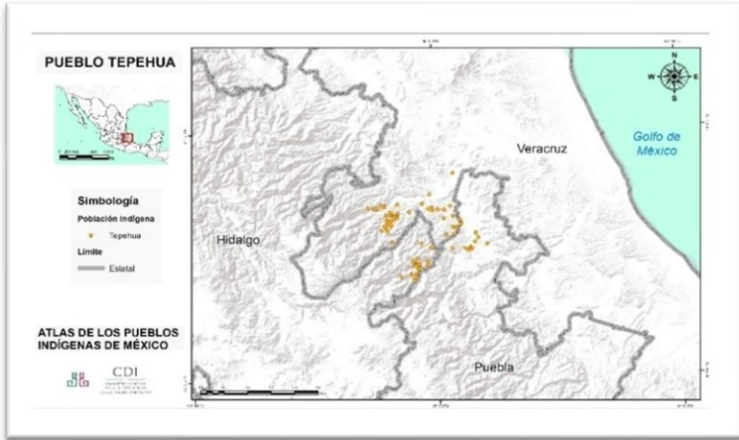 PUEBLO TEPEHUA
Simbología
Población Indígena
Tepehua
Límite
Estatal
ATLAS DE LOS PUEBLOS
INDÍGENAS DE MÉXICO
CDI
N
W
E
S
Golfo de
México
Veracruz
Hidalgo
Puebla